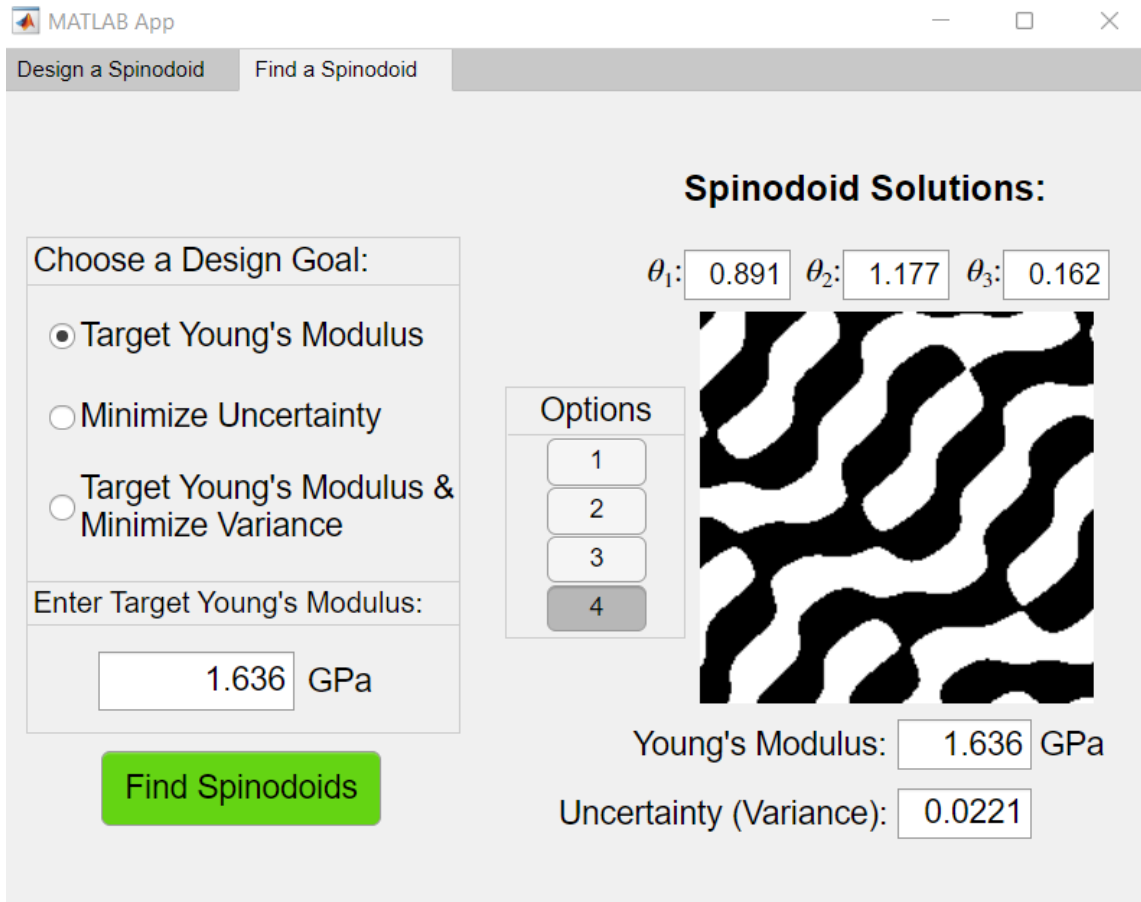 MATLAB App
Design a Spinodoid Find a Spinodoid
Spinodoid Solutions:
Choose a Design Goal:
Target Young's Modulus
Minimize Uncertainty
Target Young's Modulus &
Minimize Variance
Enter Target Young's Modulus:
1.636 GPa
Find Spinodoids
θ₁: 0.891 θ₂: 1.177 θ₃: 0.162
Options
1
2
3
4
Young's Modulus: 1.636 GPa
Uncertainty (Variance): 0.0221